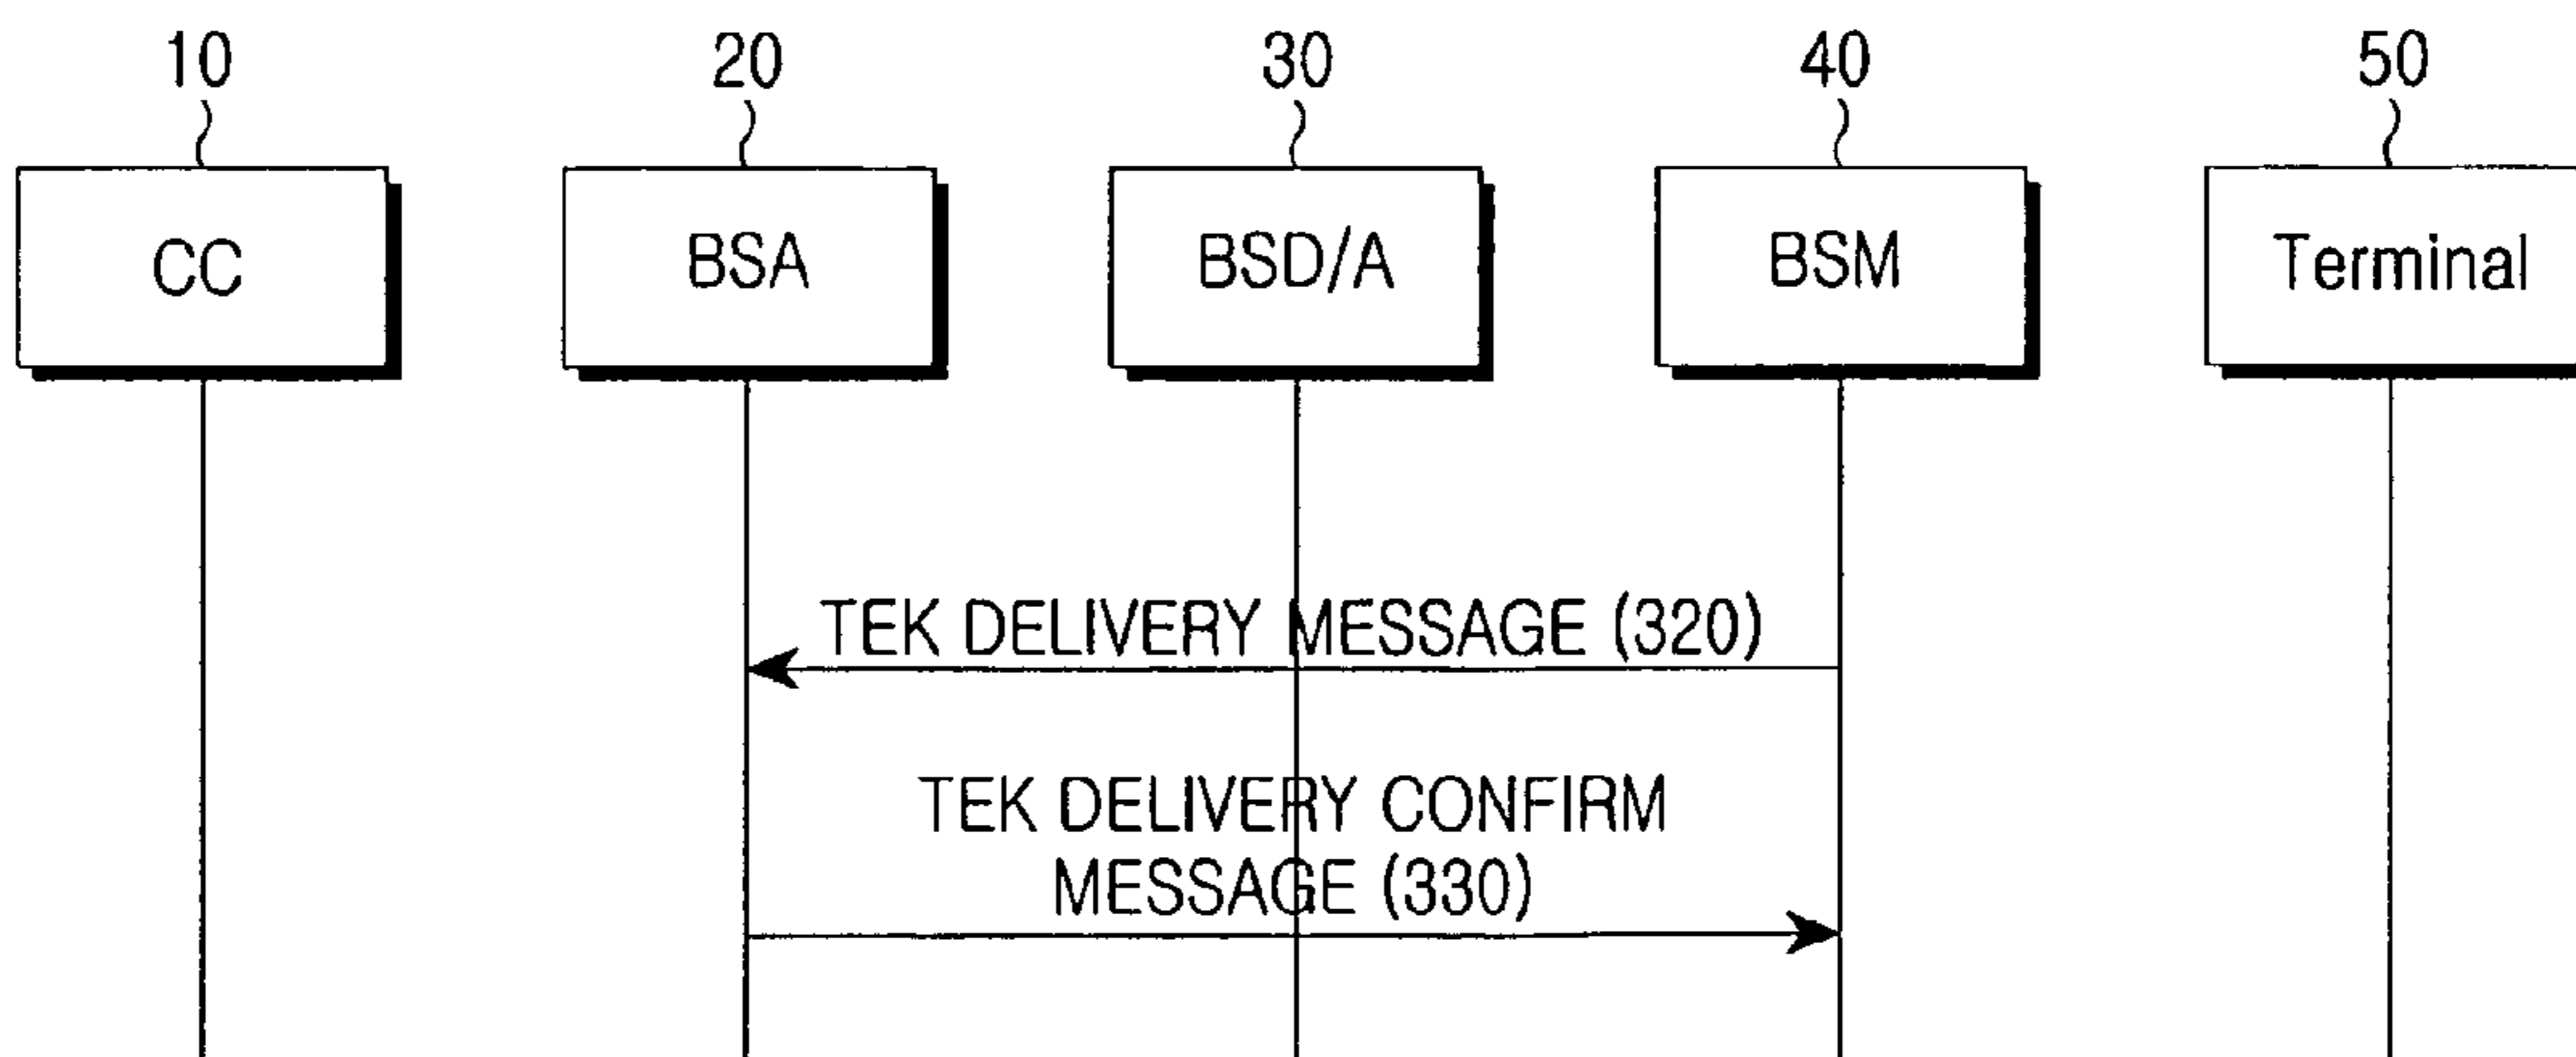 10 20 30 40 50
CC BSA BSD/A BSM Terminal
TEK DELIVERY MESSAGE (320)
TEK DELIVERY CONFIRM
MESSAGE (330)